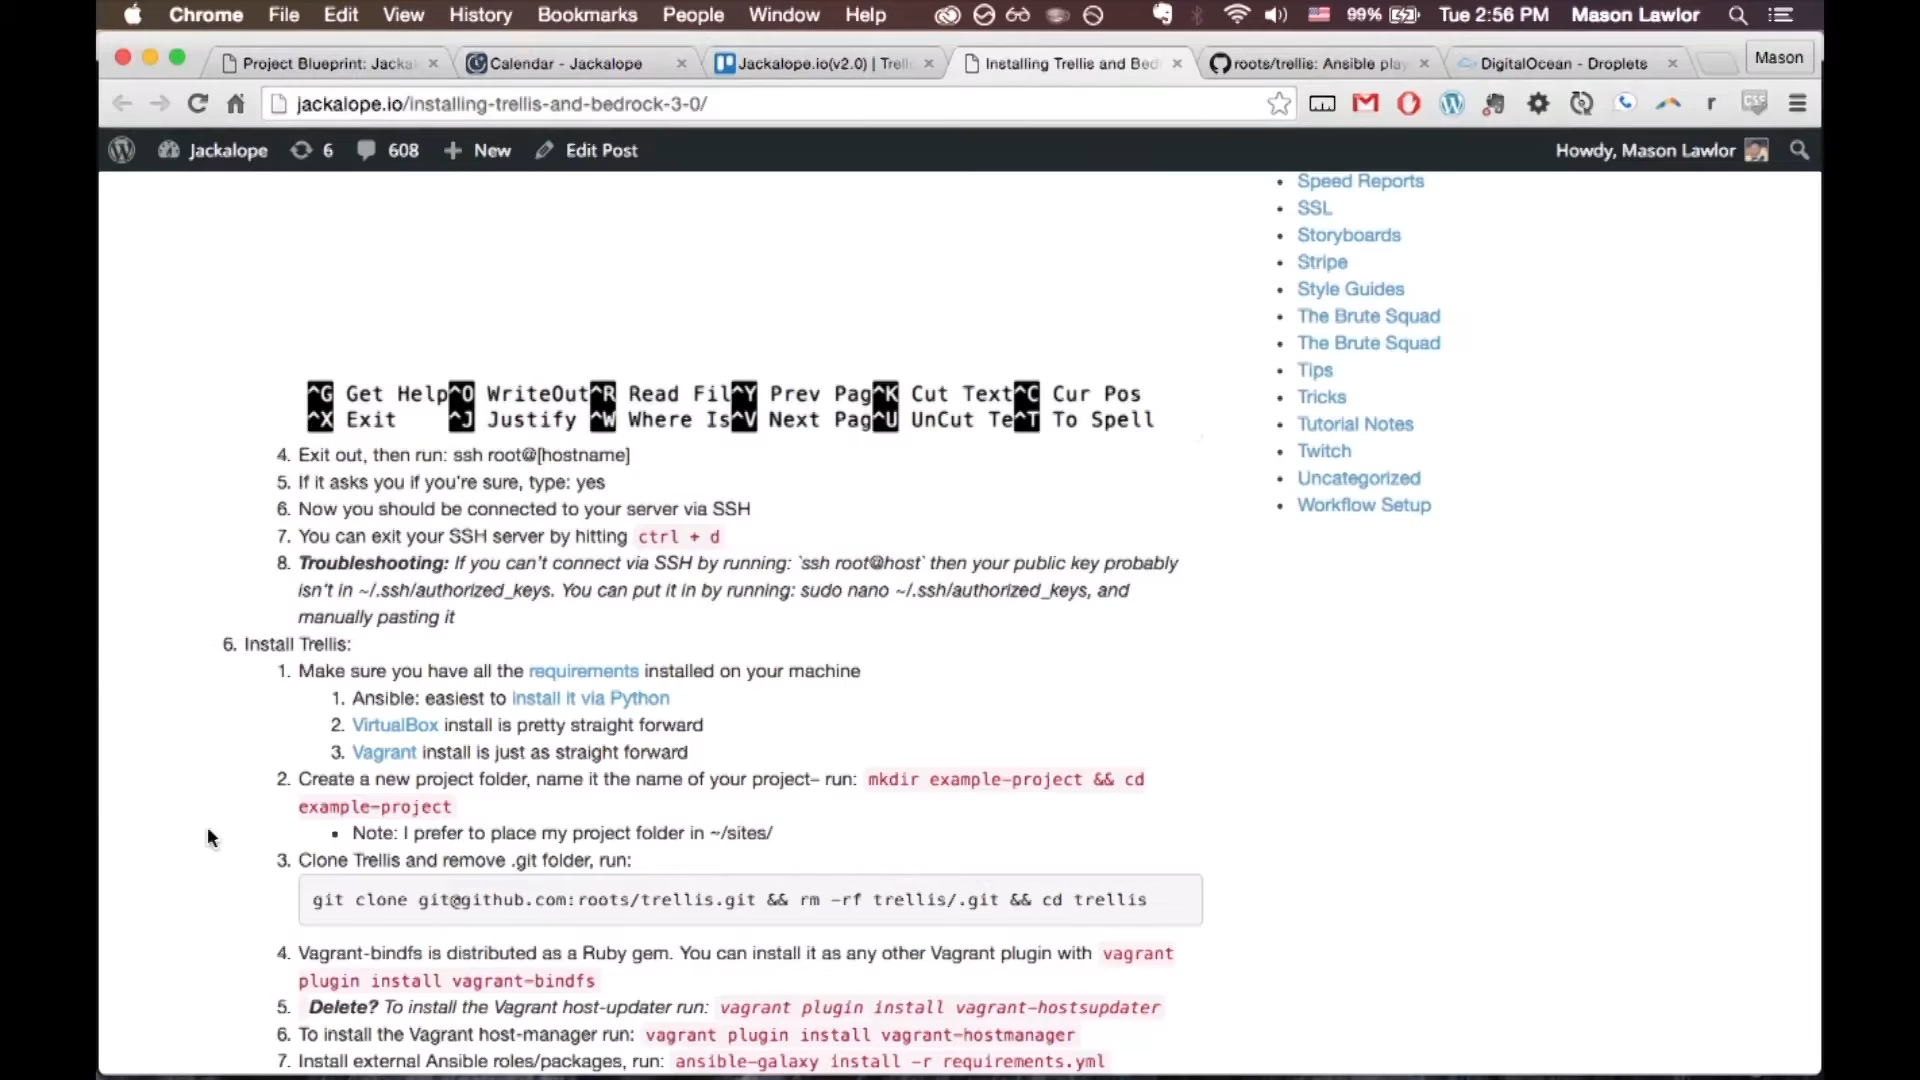 Chrome File Edit View History Bookmarks People Window Help 99% Tue 2:56 PM Mason Lawlor
Project Blueprint: Jacka Calendar - Jackalope Jackalope.io(v2.0) | Trell Installing Trellis and Bed roots/trellis: Ansible play DigitalOcean - Droplets Mason
jackalope.io/installing-trellis-and-bedrock-3-0/
Jackalope 6 608 + New Edit Post Howdy, Mason Lawlor
^G Get Help^O WriteOut^R Read Fil^Y Prev Pag^K Cut Text^C Cur Pos
^X Exit ^J Justify ^W Where Is^V Next Pag^U UnCut Te^T To Spell
4. Exit out, then run: ssh root@[hostname]
5. If it asks you if you're sure, type: yes
6. Now you should be connected to your server via SSH
7. You can exit your SSH server by hitting ctrl + d
8. Troubleshooting: If you can't connect via SSH by running: `ssh root@host` then your public key probably
isn't in ~/.ssh/authorized_keys. You can put it in by running: sudo nano ~/.ssh/authorized_keys, and
manually pasting it
6. Install Trellis:
1. Make sure you have all the requirements installed on your machine
1. Ansible: easiest to install it via Python
2. VirtualBox install is pretty straight forward
3. Vagrant install is just as straight forward
2. Create a new project folder, name it the name of your project– run: mkdir example-project && cd
example-project
• Note: I prefer to place my project folder in ~/sites/
3. Clone Trellis and remove .git folder, run:
git clone git@github.com:roots/trellis.git && rm -rf trellis/.git && cd trellis
4. Vagrant-bindfs is distributed as a Ruby gem. You can install it as any other Vagrant plugin with vagrant
plugin install vagrant-bindfs
5. Delete? To install the Vagrant host-updater run: vagrant plugin install vagrant-hostsupdater
6. To install the Vagrant host-manager run: vagrant plugin install vagrant-hostmanager
7. Install external Ansible roles/packages, run: ansible-galaxy install -r requirements.yml
• Speed Reports
• SSL
• Storyboards
• Stripe
• Style Guides
• The Brute Squad
• The Brute Squad
• Tips
• Tricks
• Tutorial Notes
• Twitch
• Uncategorized
• Workflow Setup